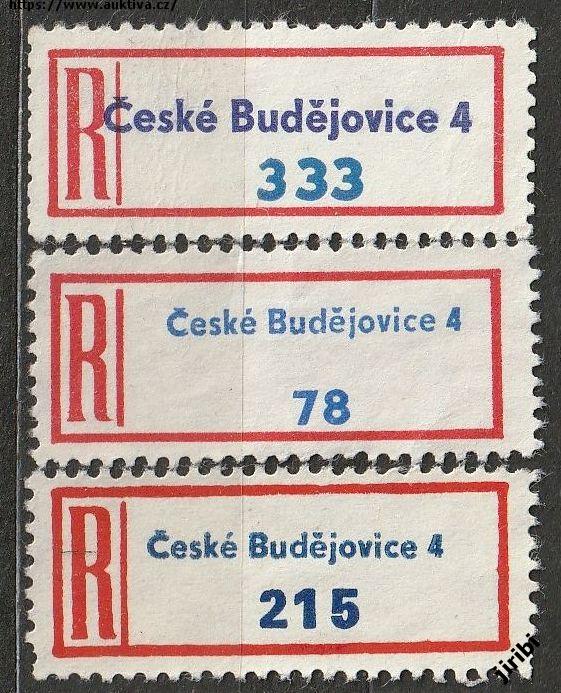 https://www.auktiva.cz/
R České Budějovice 4
333
R České Budějovice 4
78
R České Budějovice 4
215
jiribi